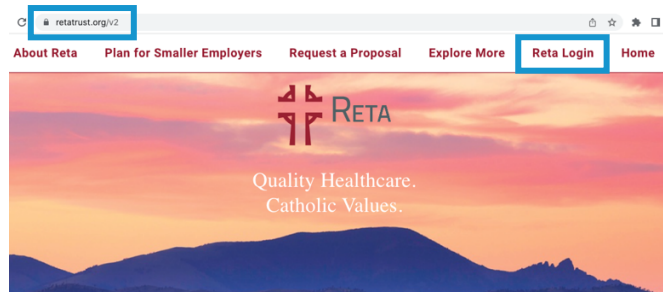 retatrust.org/v2
About Reta Plan for Smaller Employers Request a Proposal Explore More Reta Login Home
RETA
Quality Healthcare.
Catholic Values.